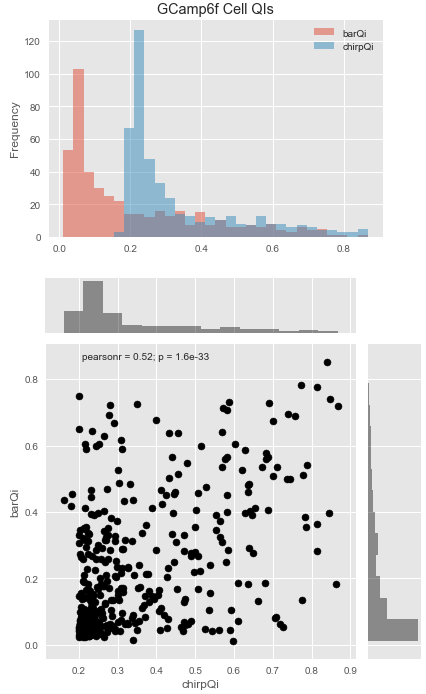 GCamp6f Cell QIs
barQi
chirpQi
Frequency
120
100
80
60
40
20
0
0.0 0.2 0.4 0.6 0.8
pearsonr = 0.52; p = 1.6e-33
barQi
0.8
0.6
0.4
0.2
0.0
0.2 0.3 0.4 0.5 0.6 0.7 0.8 0.9
chirpQi